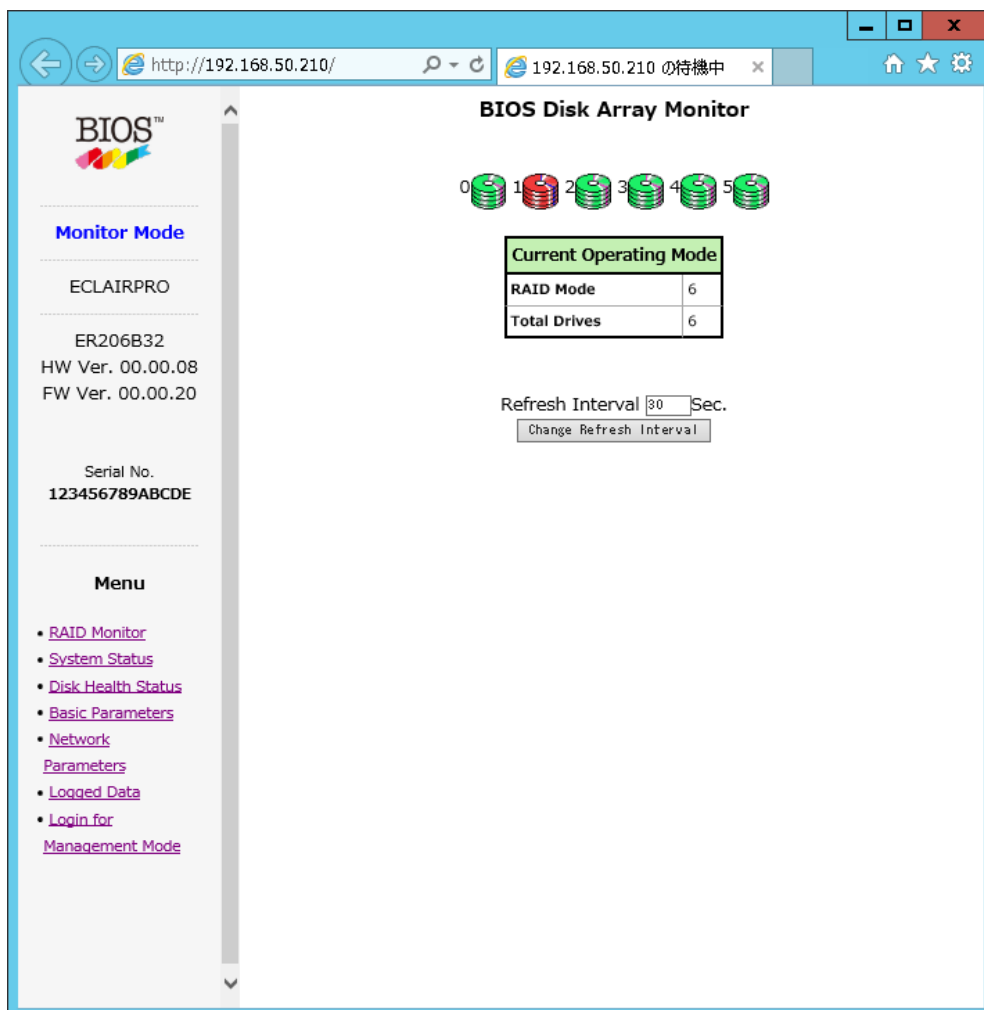 http://192.168.50.210/
192.168.50.210 の待機中
BIOS™
Monitor Mode
ECLAIRPRO
ER206B32
HW Ver. 00.00.08
FW Ver. 00.00.20
Serial No.
123456789ABCDE
Menu
• RAID Monitor
• System Status
• Disk Health Status
• Basic Parameters
• Network
Parameters
• Logged Data
• Login for
Management Mode
BIOS Disk Array Monitor
0 1 2 3 4 5
Current Operating Mode
RAID Mode 6
Total Drives 6
Refresh Interval 30 Sec.
Change Refresh Interval